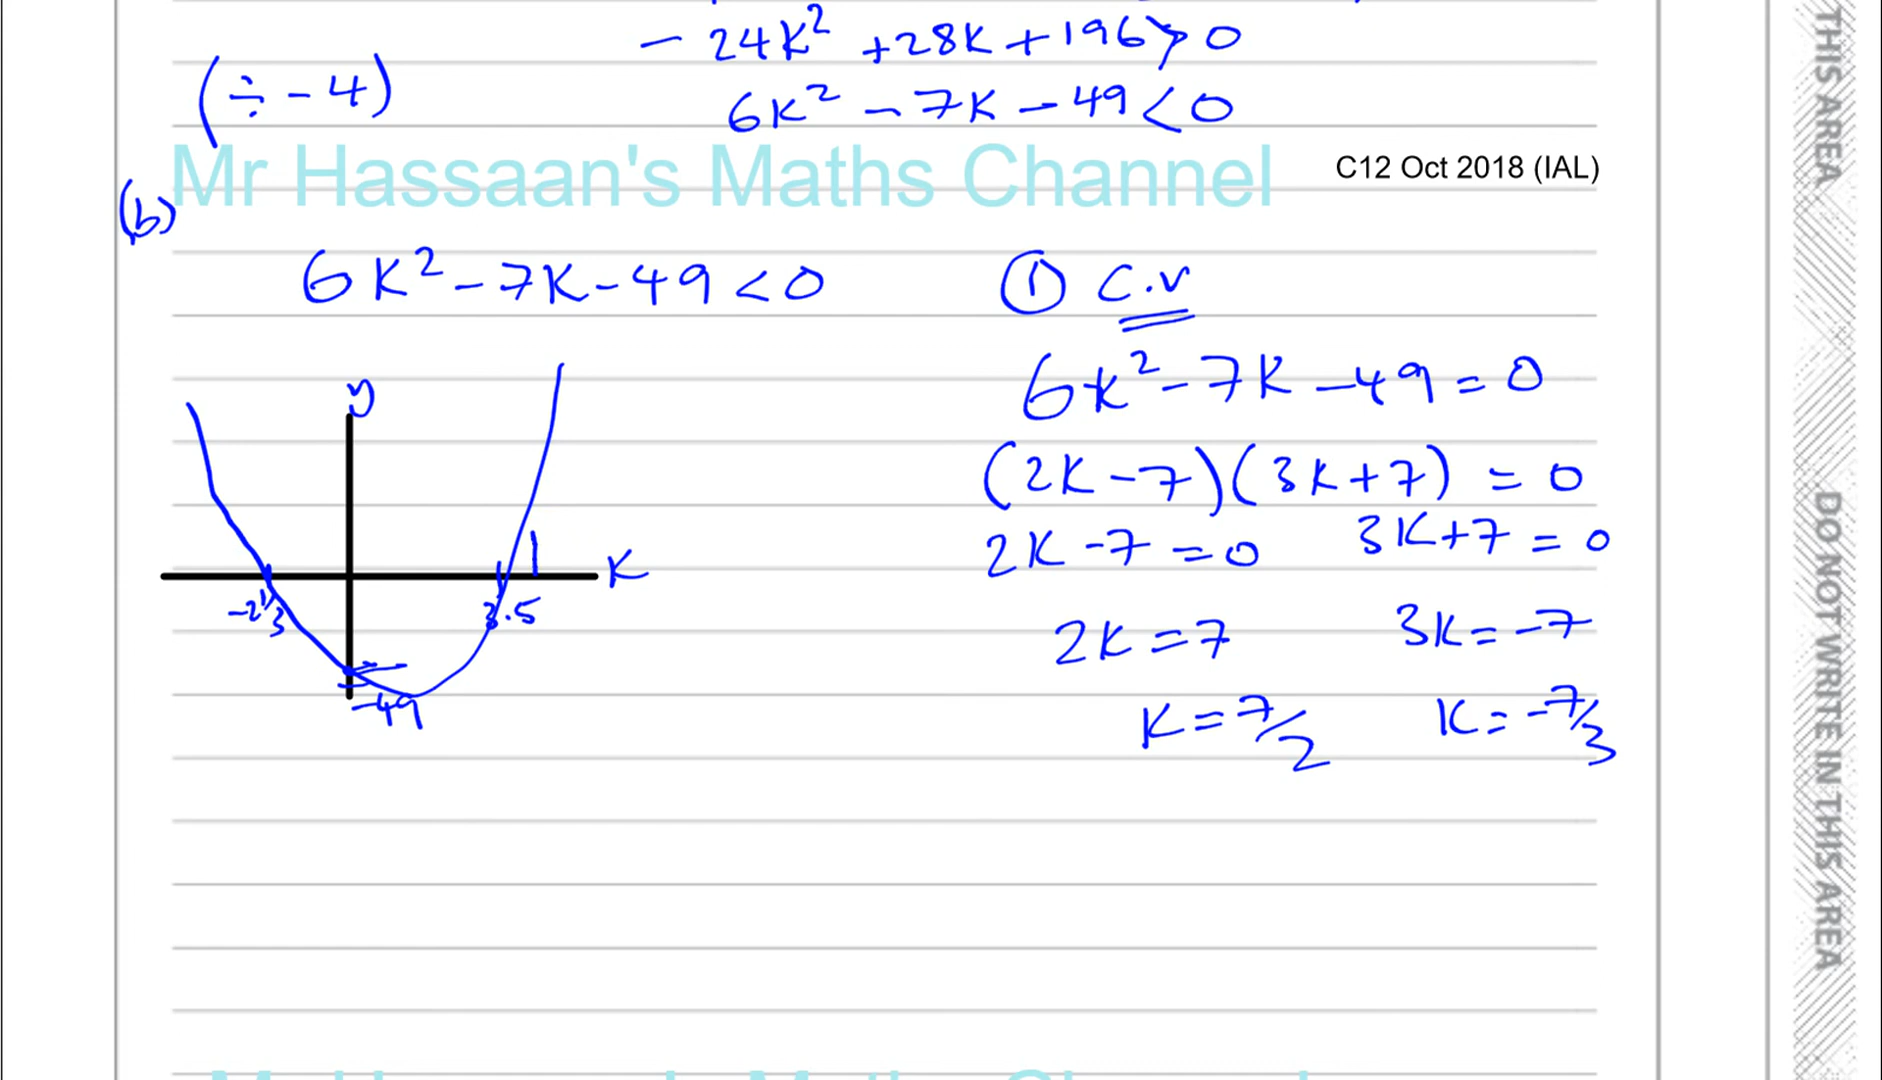 - 24K² + 28K + 196 > 0
(÷ - 4)
6K² - 7K - 49 < 0
Mr Hassaan's Maths Channel
C12 Oct 2018 (IAL)
(b)
6K² - 7K - 49 < 0
① C.V
6K² - 7K - 49 = 0
(2K - 7)(3K + 7) = 0
2K - 7 = 0
3K + 7 = 0
2K = 7
3K = -7
K = 7/2
K = -7/3
y
K
-2 1/3
3.5
-49
THIS AREA
DO NOT WRITE IN THIS AREA